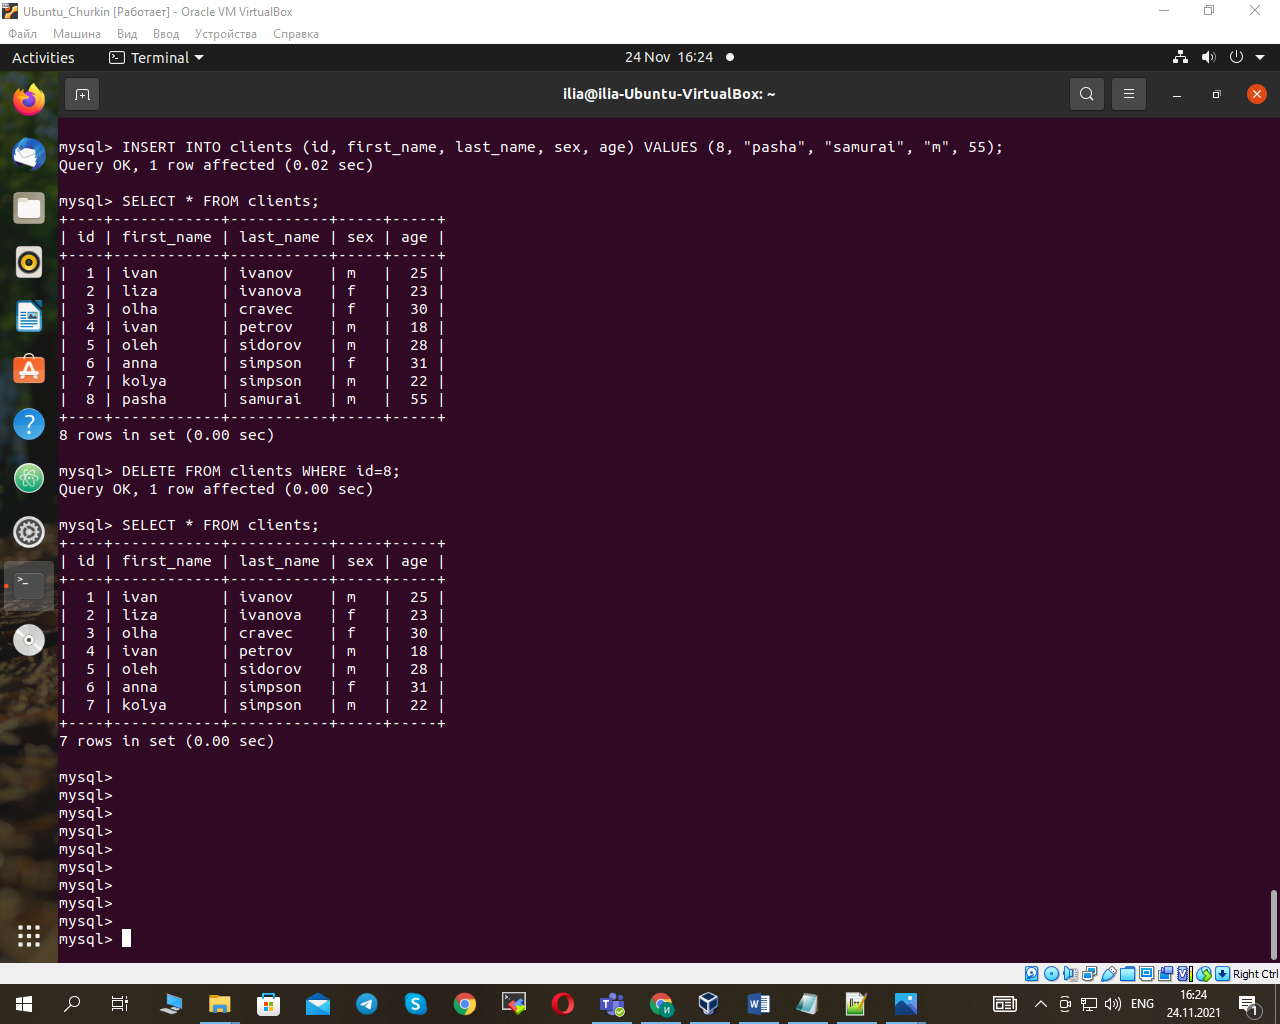 Ubuntu_Churkin [Работает] - Oracle VM VirtualBox
Файл Машина Вид Ввод Устройства Справка
Activities Terminal 24 Nov 16:24
ilia@ilia-Ubuntu-VirtualBox: ~
mysql> INSERT INTO clients (id, first_name, last_name, sex, age) VALUES (8, "pasha", "samurai", "m", 55);
Query OK, 1 row affected (0.02 sec)
mysql> SELECT * FROM clients;
+----+------------+-----------+-----+-----+
| id | first_name | last_name | sex | age |
+----+------------+-----------+-----+-----+
|  1 | ivan       | ivanov    | m   |  25 |
|  2 | liza       | ivanova   | f   |  23 |
|  3 | olha       | cravec    | f   |  30 |
|  4 | ivan       | petrov    | m   |  18 |
|  5 | oleh       | sidorov   | m   |  28 |
|  6 | anna       | simpson   | f   |  31 |
|  7 | kolya      | simpson   | m   |  22 |
|  8 | pasha      | samurai   | m   |  55 |
+----+------------+-----------+-----+-----+
8 rows in set (0.00 sec)
mysql> DELETE FROM clients WHERE id=8;
Query OK, 1 row affected (0.00 sec)
mysql> SELECT * FROM clients;
+----+------------+-----------+-----+-----+
| id | first_name | last_name | sex | age |
+----+------------+-----------+-----+-----+
|  1 | ivan       | ivanov    | m   |  25 |
|  2 | liza       | ivanova   | f   |  23 |
|  3 | olha       | cravec    | f   |  30 |
|  4 | ivan       | petrov    | m   |  18 |
|  5 | oleh       | sidorov   | m   |  28 |
|  6 | anna       | simpson   | f   |  31 |
|  7 | kolya      | simpson   | m   |  22 |
+----+------------+-----------+-----+-----+
7 rows in set (0.00 sec)
mysql>
mysql>
mysql>
mysql>
mysql>
mysql>
mysql>
mysql>
mysql>
mysql>
Right Ctrl
ENG 16:24
24.11.2021
1